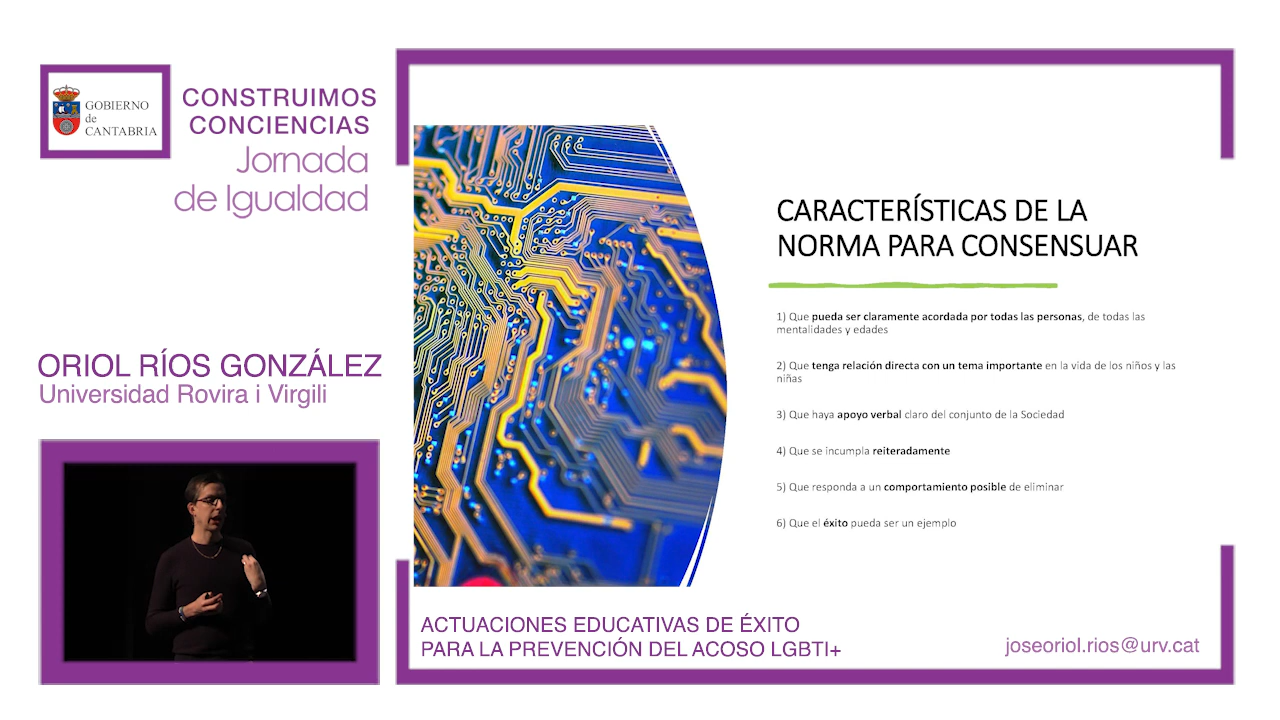 GOBIERNO
de
CANTABRIA
CONSTRUIMOS
CONCIENCIAS
Jornada
de Igualdad
ORIOL RÍOS GONZÁLEZ
Universidad Rovira i Virgili
CARACTERÍSTICAS DE LA
NORMA PARA CONSENSUAR
1) Que pueda ser claramente acordada por todas las personas, de todas las
mentalidades y edades
2) Que tenga relación directa con un tema importante en la vida de los niños y las
niñas
3) Que haya apoyo verbal claro del conjunto de la Sociedad
4) Que se incumpla reiteradamente
5) Que responda a un comportamiento posible de eliminar
6) Que el éxito pueda ser un ejemplo
ACTUACIONES EDUCATIVAS DE ÉXITO
PARA LA PREVENCIÓN DEL ACOSO LGBTI+
joseoriol.rios@urv.cat